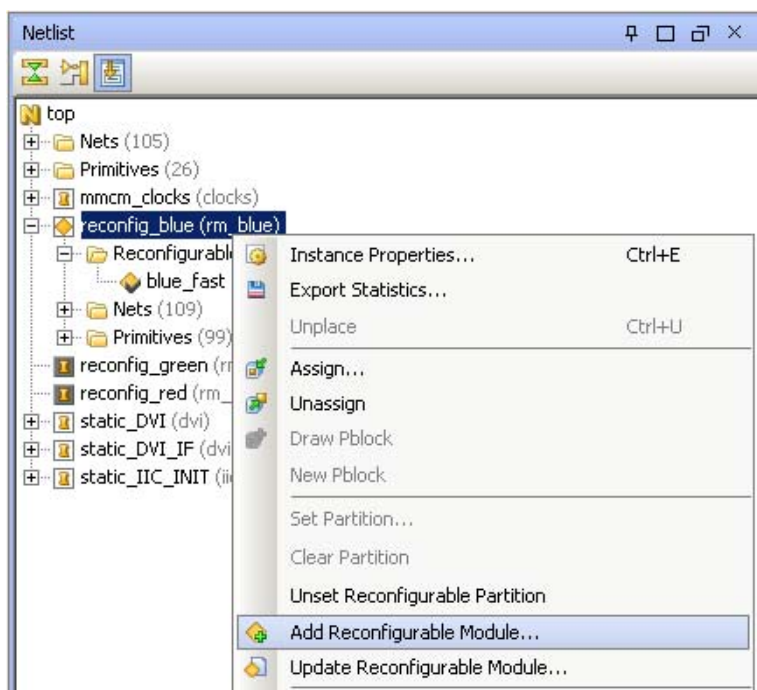 Netlist
top
Nets (105)
Primitives (26)
mmcm_clocks (clocks)
reconfig_blue (rm_blue)
Reconfigurabl
blue_fast
Nets (109)
Primitives (99)
reconfig_green (r
reconfig_red (rm_
static_DVI (dvi)
static_DVI_IF (dvi
static_IIC_INIT (ii
Instance Properties... Ctrl+E
Export Statistics...
Unplace Ctrl+U
Assign...
Unassign
Draw Pblock
New Pblock
Set Partition...
Clear Partition
Unset Reconfigurable Partition
Add Reconfigurable Module...
Update Reconfigurable Module...